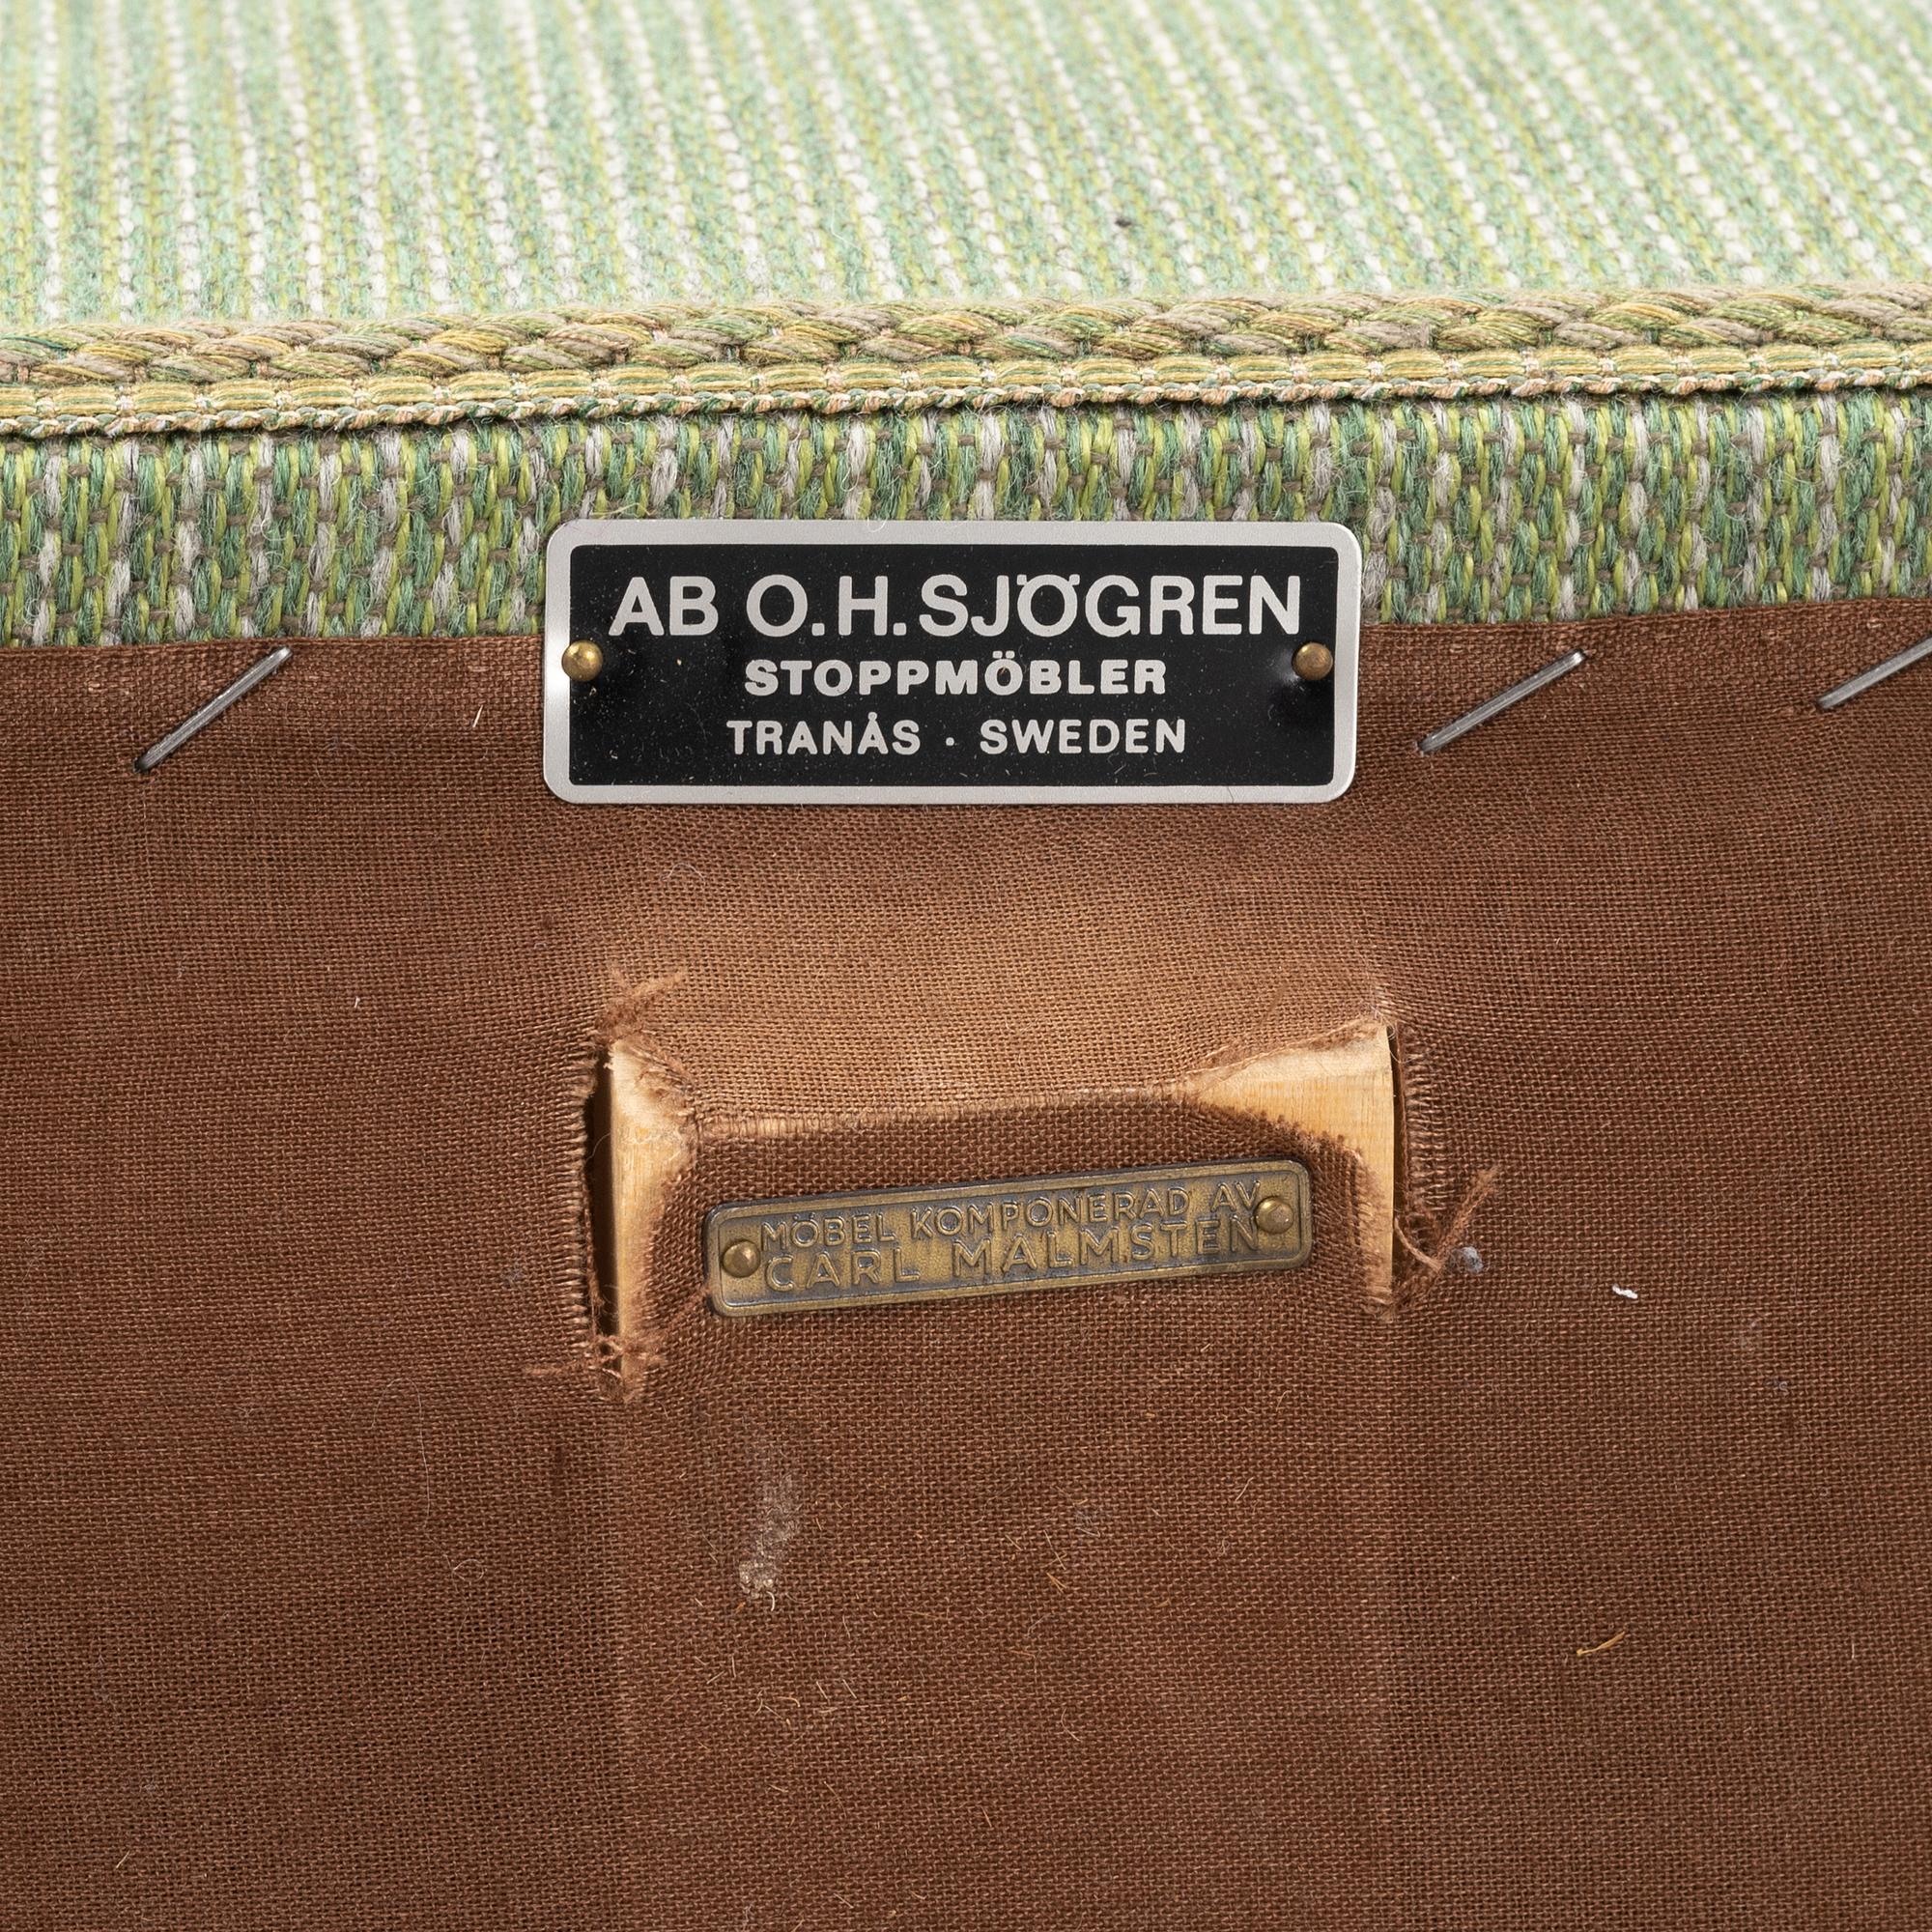 AB O.H. SJÖGREN
STOPPMÖBLER
TRANÅS · SWEDEN
MÖBEL KOMPONERAD AV
CARL MALMSTEN